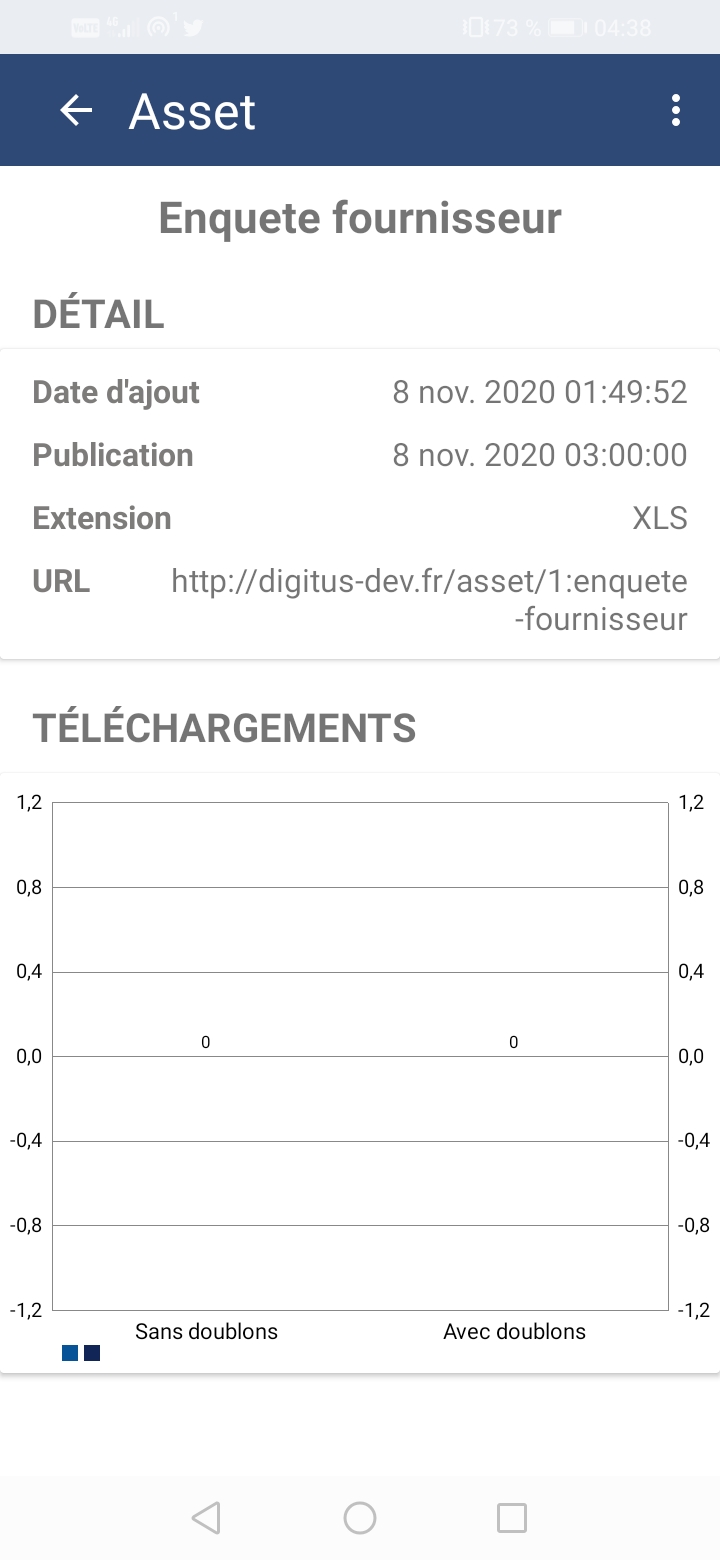 VoLTE 4G 1 73 % 04:38
Asset
Enquete fournisseur
DÉTAIL
Date d'ajout 8 nov. 2020 01:49:52
Publication 8 nov. 2020 03:00:00
Extension XLS
URL http://digitus-dev.fr/asset/1:enquete
-fournisseur
TÉLÉCHARGEMENTS
1,2 1,2
0,8 0,8
0,4 0,4
0 0
0,0 0,0
-0,4 -0,4
-0,8 -0,8
-1,2 -1,2
Sans doublons Avec doublons